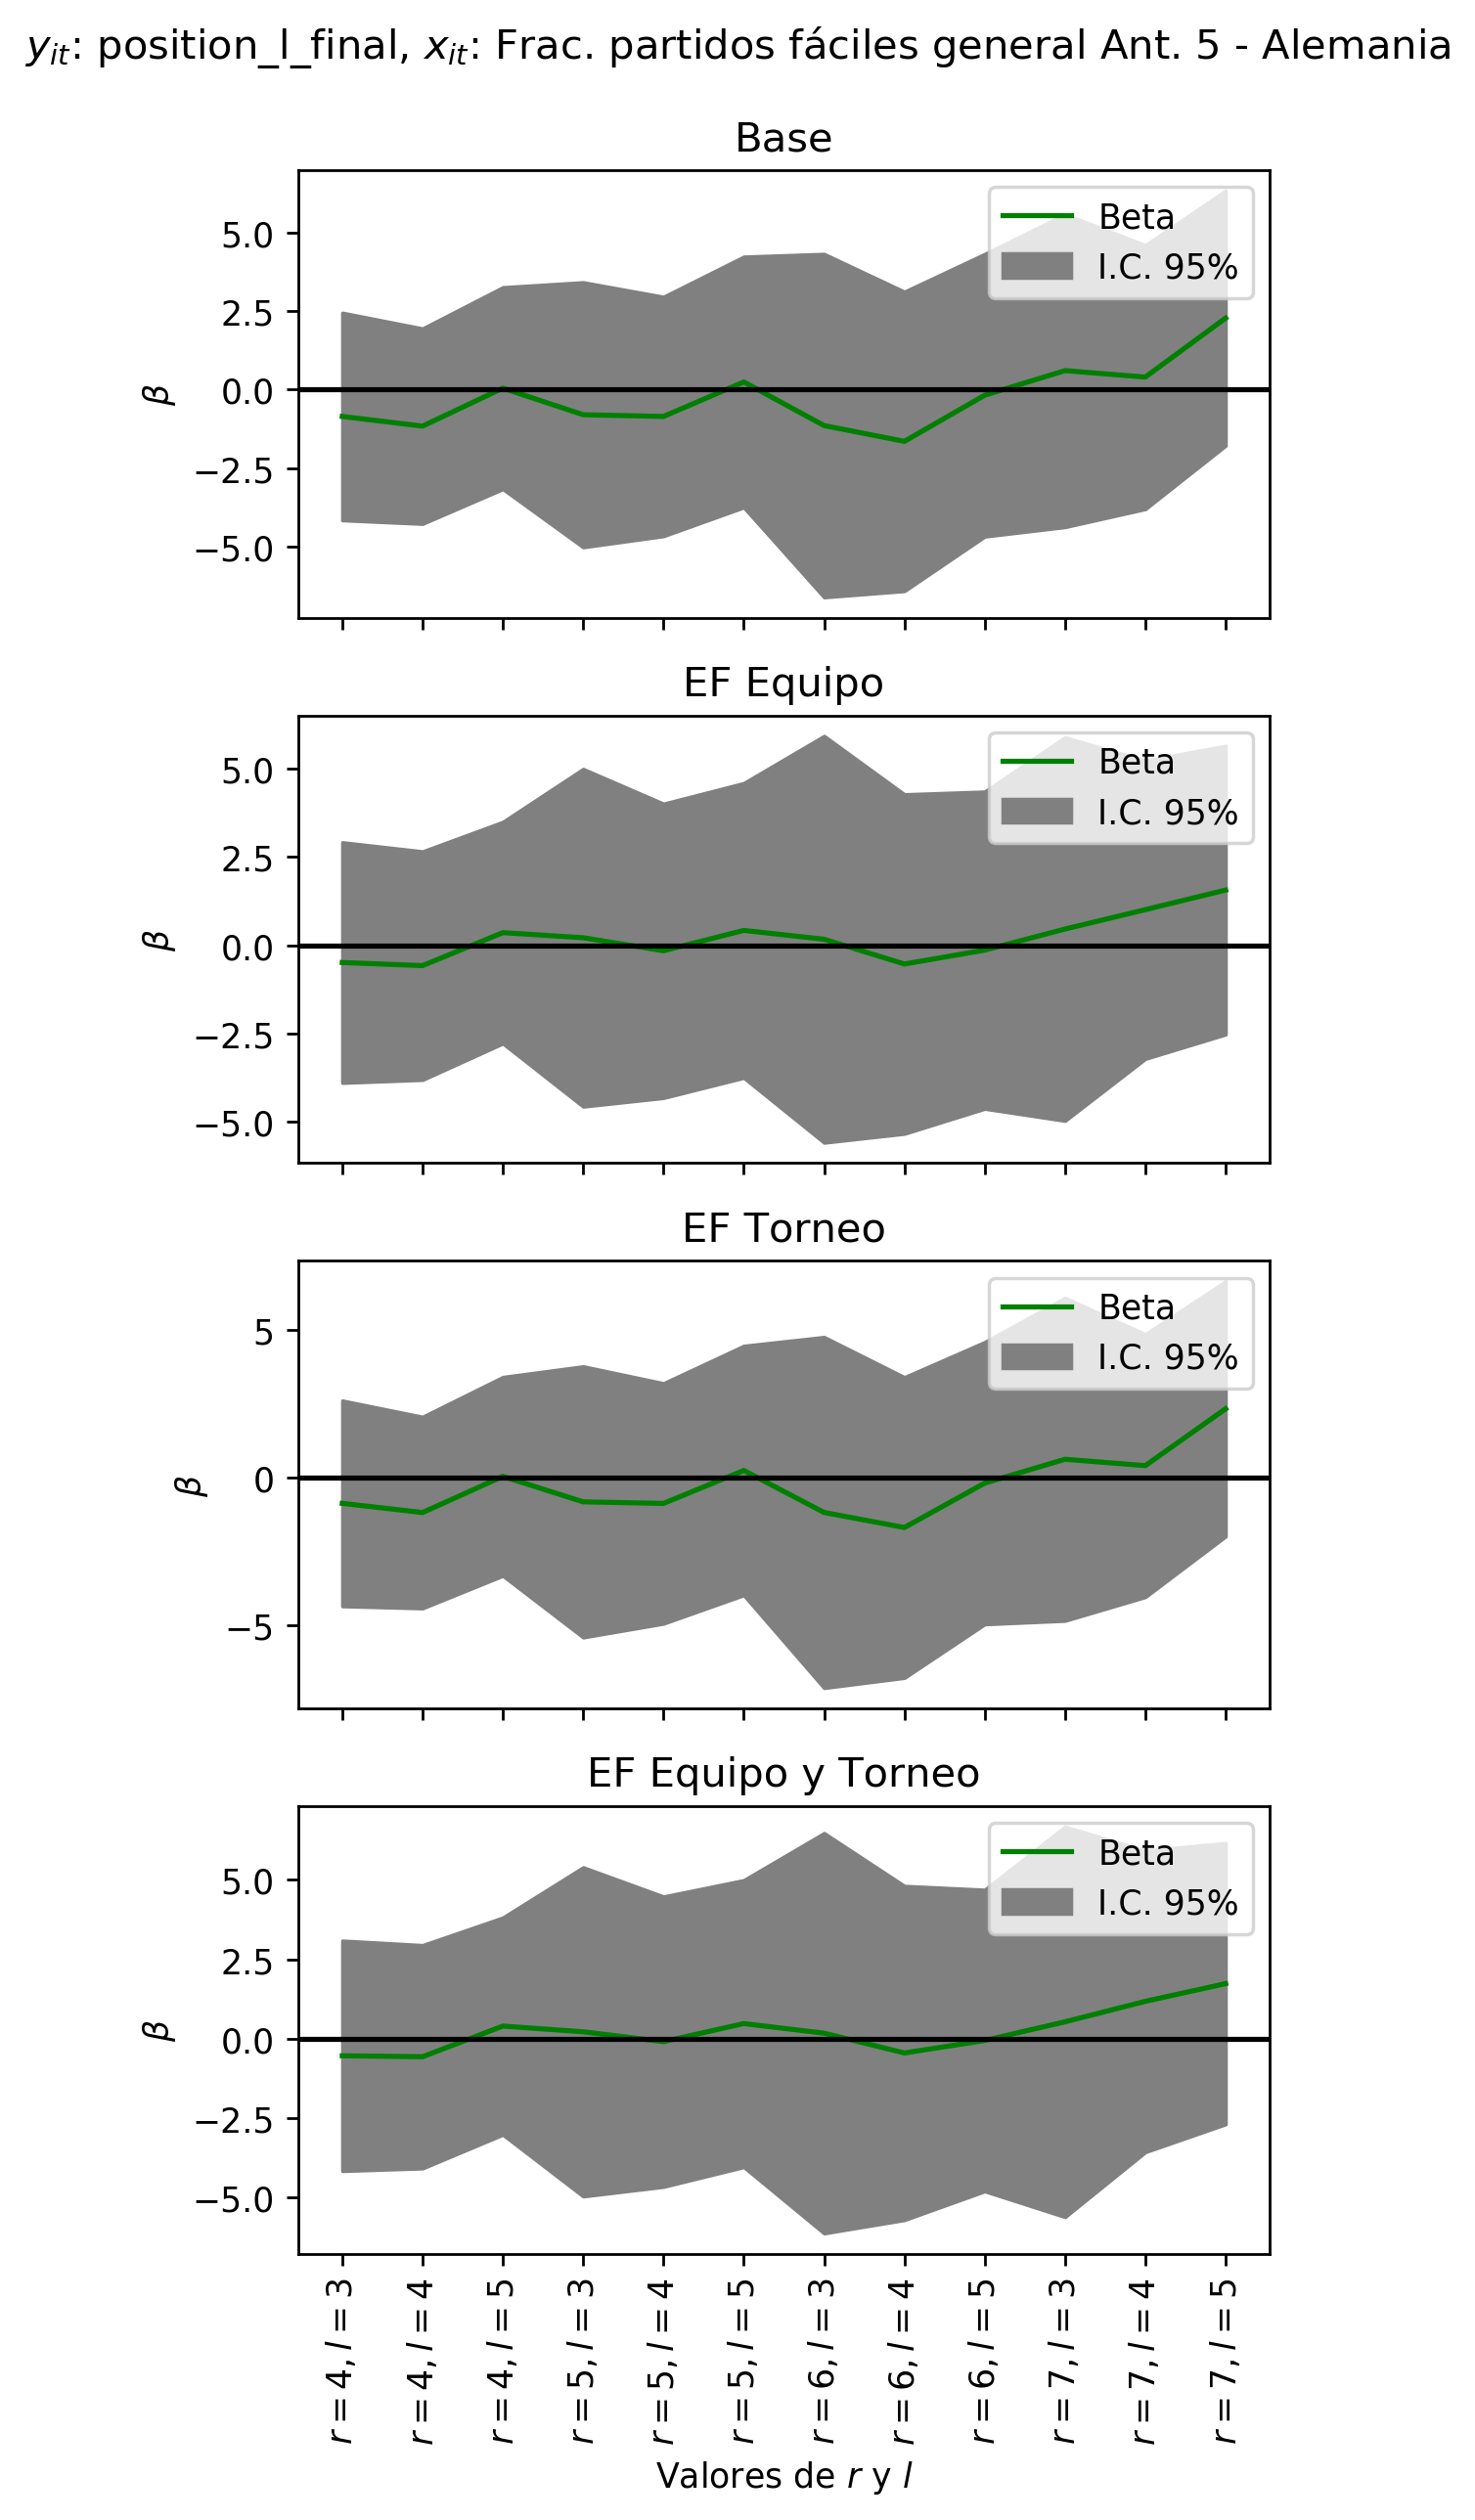 y_it: position_l_final, x_it: Frac. partidos fáciles general Ant. 5 - Alemania
Base
Beta
I.C. 95%
5.0
2.5
0.0
−2.5
−5.0
β
EF Equipo
Beta
I.C. 95%
5.0
2.5
0.0
−2.5
−5.0
β
EF Torneo
Beta
I.C. 95%
5
0
−5
β
EF Equipo y Torneo
Beta
I.C. 95%
5.0
2.5
0.0
−2.5
−5.0
β
r = 4, l = 3
r = 4, l = 4
r = 4, l = 5
r = 5, l = 3
r = 5, l = 4
r = 5, l = 5
r = 6, l = 3
r = 6, l = 4
r = 6, l = 5
r = 7, l = 3
r = 7, l = 4
r = 7, l = 5
Valores de r y l